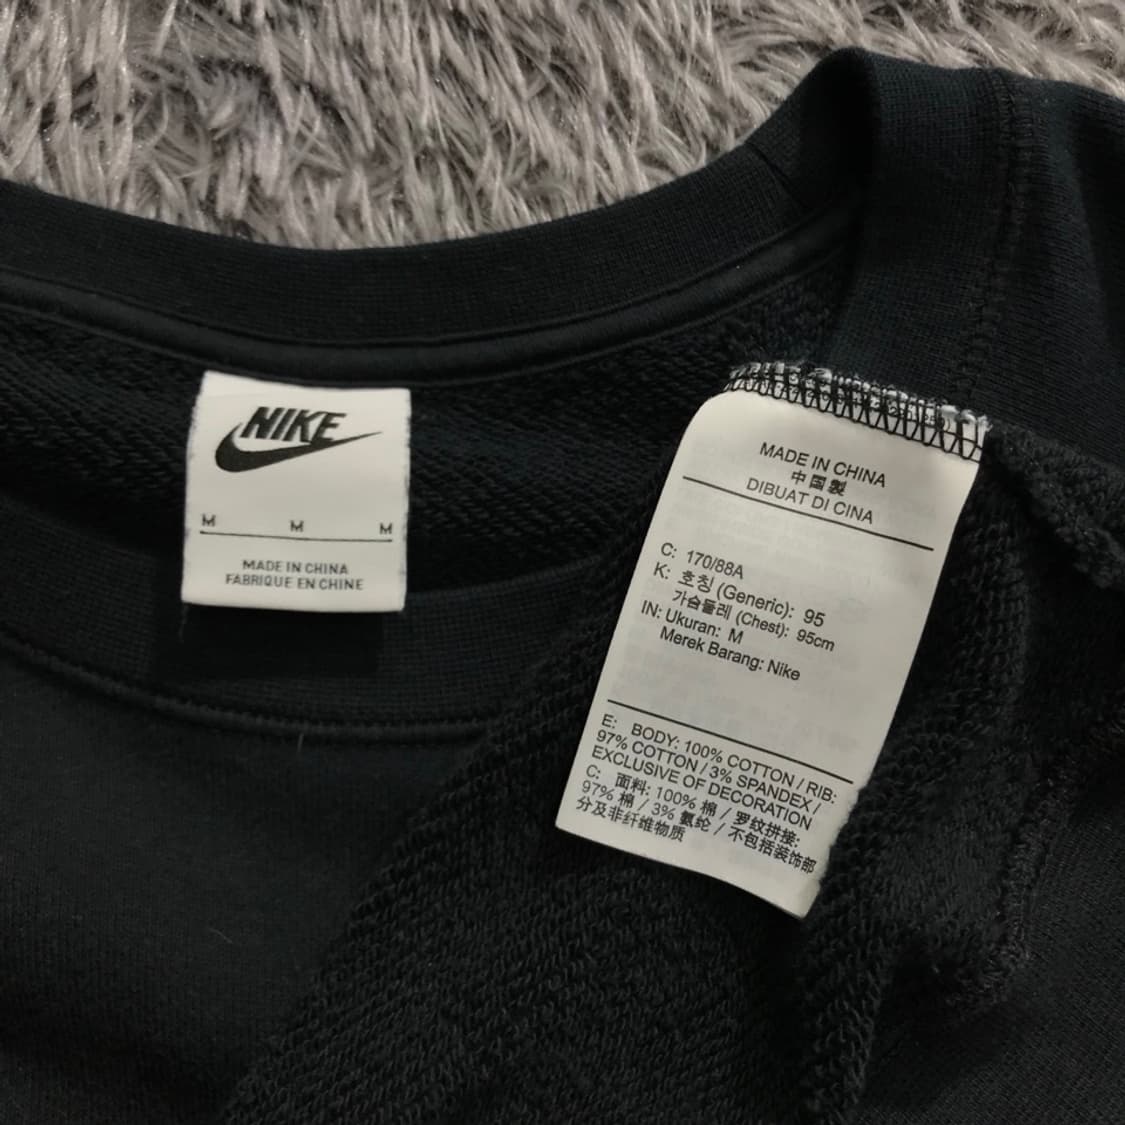 NIKE
M M M
MADE IN CHINA
FABRIQUE EN CHINE
MADE IN CHINA
中国製
DIBUAT DI CINA
C: 170/88A
K: 호칭 (Generic): 95
가슴둘레 (Chest): 95cm
IN: Ukuran: M
Merek Barang: Nike
E: BODY: 100% COTTON / RIB:
97% COTTON / 3% SPANDEX /
EXCLUSIVE OF DECORATION
C: 面料: 100% 棉 / 罗纹拼接:
97% 棉 / 3% 氨纶 / 不包括装饰部
分及非纤维物质